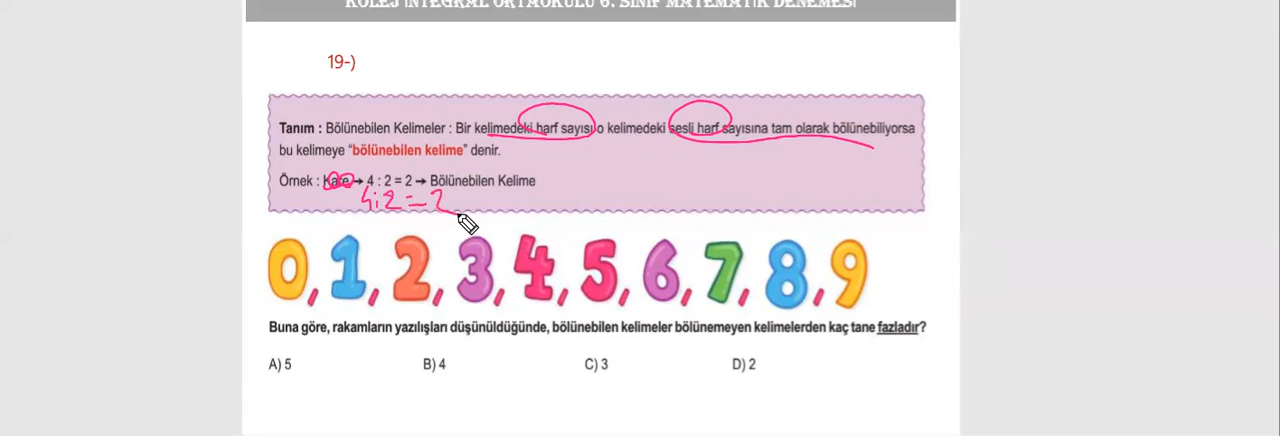 KOLEJ İNTEGRAL ORTAOKULU 6. SINIF MATEMATİK DENEMESİ
19-)
Tanım : Bölünebilen Kelimeler : Bir kelimedeki harf sayısı o kelimedeki sesli harf sayısına tam olarak bölünebiliyorsa
bu kelimeye “bölünebilen kelime” denir.
Örnek : Kare → 4 : 2 = 2 → Bölünebilen Kelime
4:2=2
0, 1, 2, 3, 4, 5, 6, 7, 8, 9
Buna göre, rakamların yazılışları düşünüldüğünde, bölünebilen kelimeler bölünemeyen kelimelerden kaç tane fazladır?
A) 5 B) 4 C) 3 D) 2